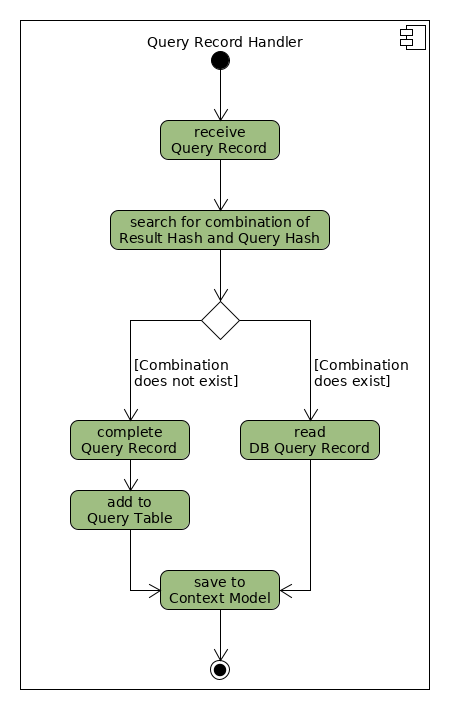 Query Record Handler
receive
Query Record
search for combination of
Result Hash and Query Hash
[Combination
does not exist]
[Combination
does exist]
complete
Query Record
read
DB Query Record
add to
Query Table
save to
Context Model